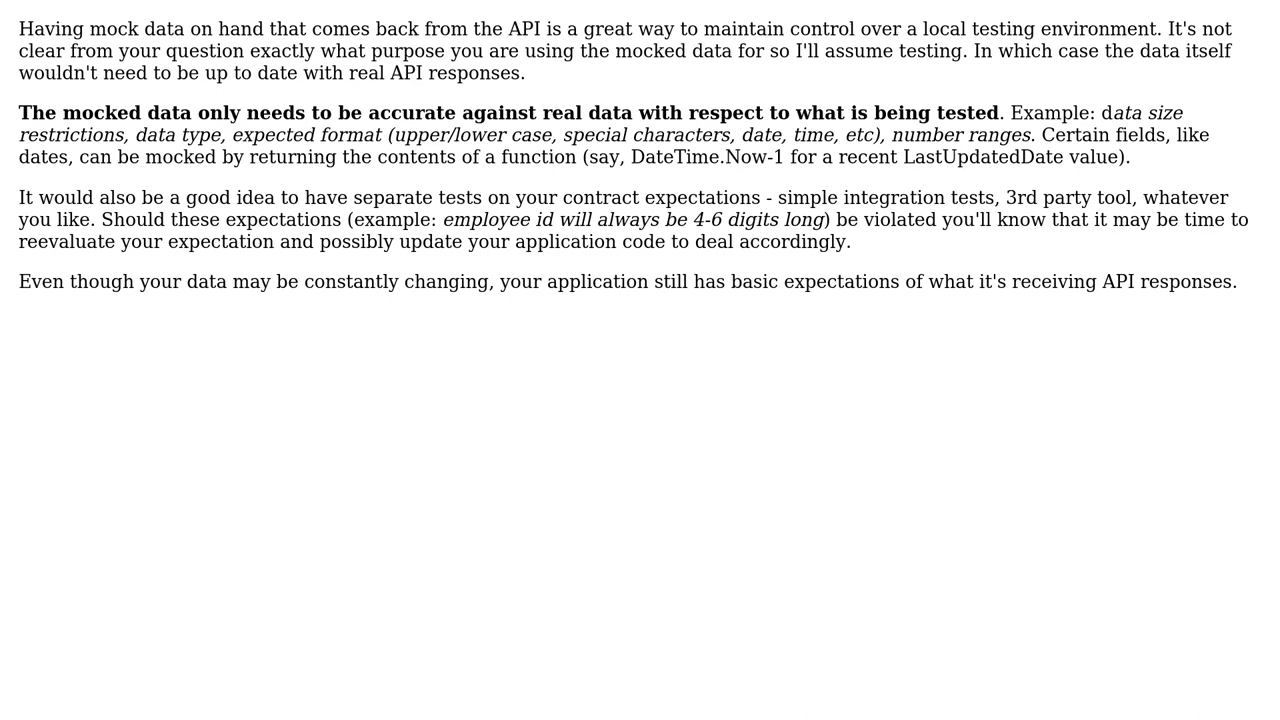 Having mock data on hand that comes back from the API is a great way to maintain control over a local testing environment. It's not
clear from your question exactly what purpose you are using the mocked data for so I'll assume testing. In which case the data itself
wouldn't need to be up to date with real API responses.
The mocked data only needs to be accurate against real data with respect to what is being tested. Example: data size
restrictions, data type, expected format (upper/lower case, special characters, date, time, etc), number ranges. Certain fields, like
dates, can be mocked by returning the contents of a function (say, DateTime.Now-1 for a recent LastUpdatedDate value).
It would also be a good idea to have separate tests on your contract expectations - simple integration tests, 3rd party tool, whatever
you like. Should these expectations (example: employee id will always be 4-6 digits long) be violated you'll know that it may be time to
reevaluate your expectation and possibly update your application code to deal accordingly.
Even though your data may be constantly changing, your application still has basic expectations of what it's receiving API responses.